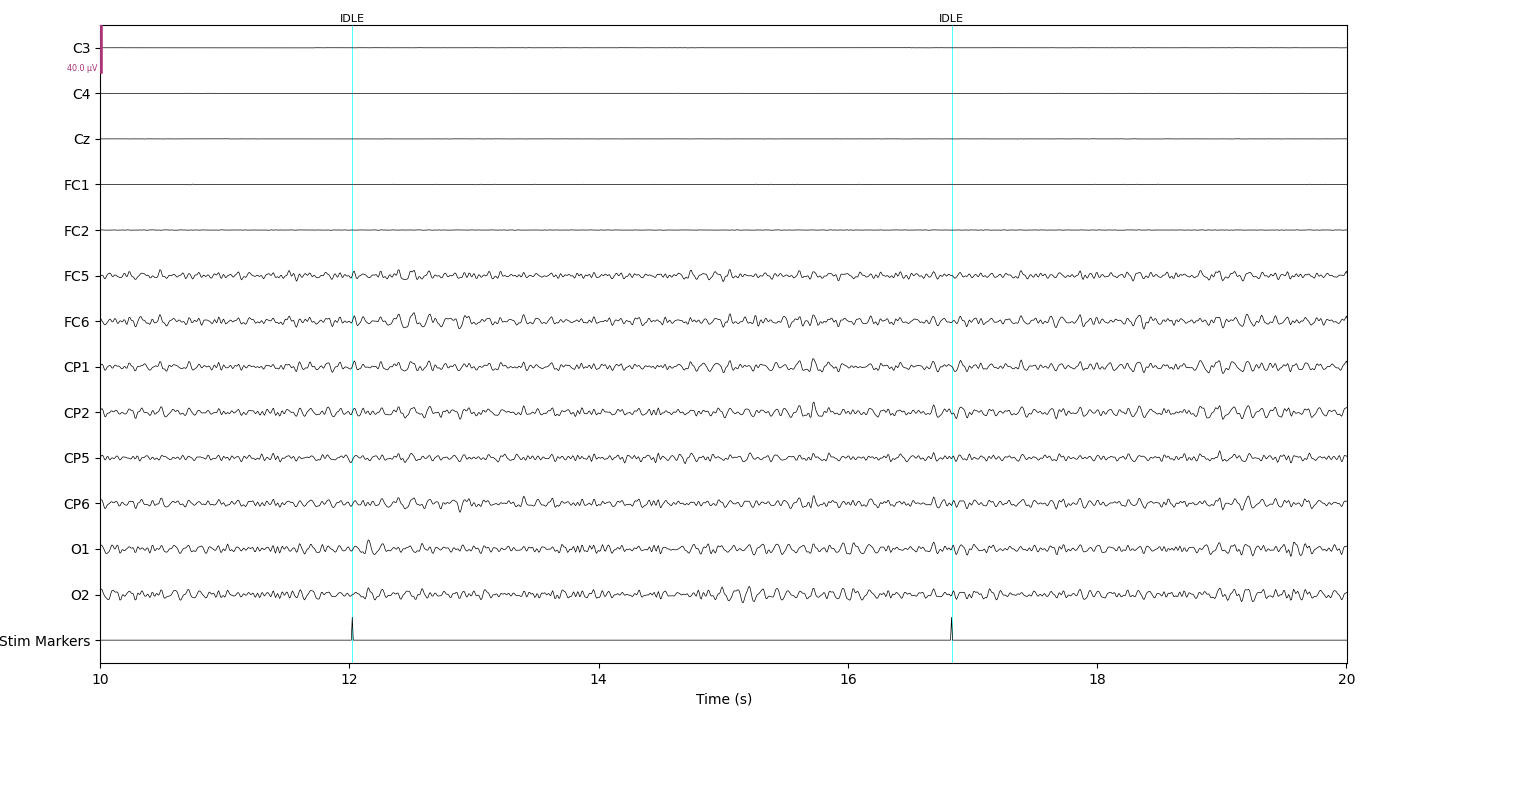 IDLE IDLE
C3
40.0 µV
C4
Cz
FC1
FC2
FC5
FC6
CP1
CP2
CP5
CP6
O1
O2
Stim Markers
10 12 14 16 18 20
Time (s)